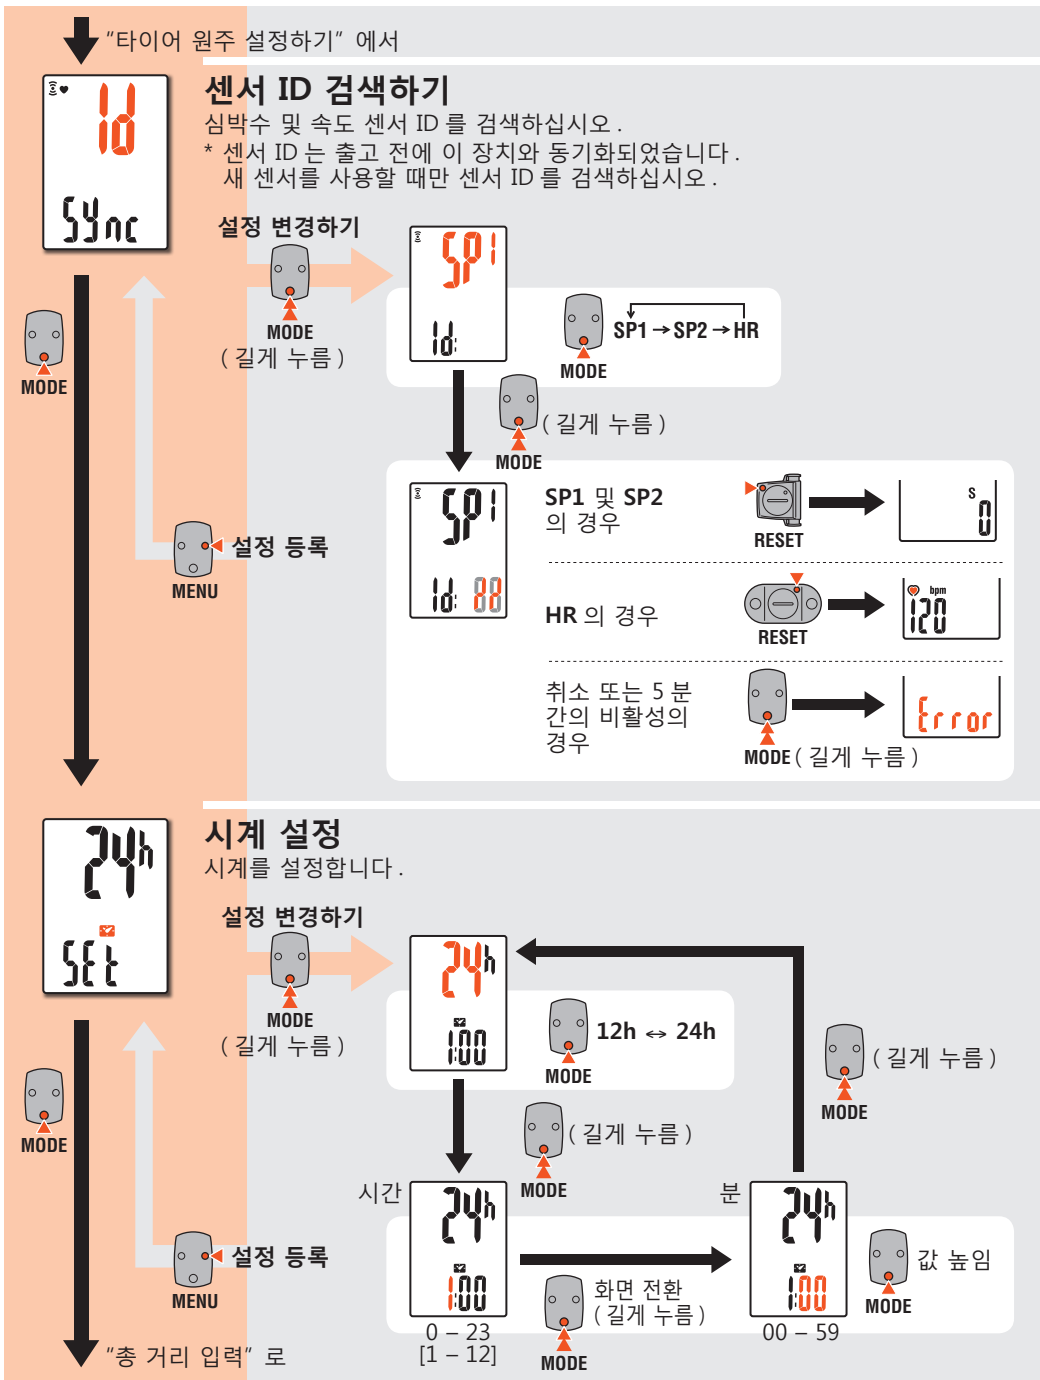 “타이어 원주 설정하기” 에서
Id
SYnc
센서 ID 검색하기
심박수 및 속도 센서 ID 를 검색하십시오 .
* 센서 ID 는 출고 전에 이 장치와 동기화되었습니다 .
새 센서를 사용할 때만 센서 ID 를 검색하십시오 .
설정 변경하기
MODE
( 길게 누름 )
SP1
Id:
MODE
SP1 → SP2 → HR
MODE
( 길게 누름 )
MODE
설정 등록
MENU
SP1
Id:
SP1 및 SP2
의 경우
RESET
S
0
HR 의 경우
RESET
bpm
120
취소 또는 5 분
간의 비활성의
경우
MODE ( 길게 누름 )
Error
24h
SEt
시계 설정
시계를 설정합니다 .
설정 변경하기
MODE
( 길게 누름 )
24h
1:00
MODE
12h ↔ 24h
MODE
( 길게 누름 )
MODE
( 길게 누름 )
MODE
설정 등록
MENU
시간
24h
1:00
0 – 23
[1 – 12]
화면 전환
( 길게 누름 )
MODE
분
24h
1:00
00 – 59
MODE
값 높임
“총 거리 입력” 로